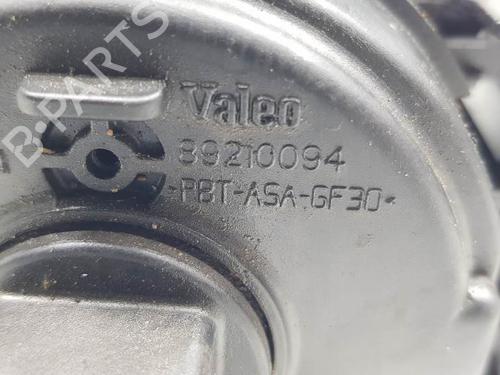 Valeo
89210094
-PBT-ASA-GF30-
B-PARTS